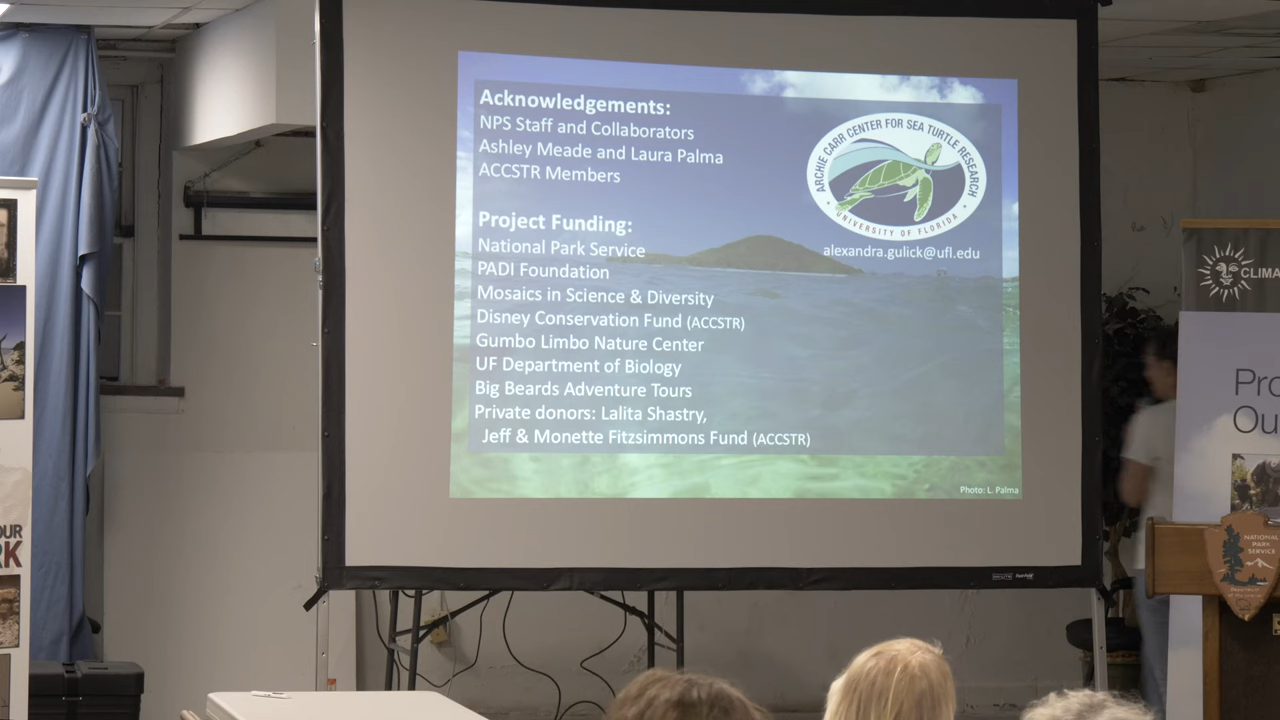 Acknowledgements:
NPS Staff and Collaborators
Ashley Meade and Laura Palma
ACCSTR Members
Project Funding:
National Park Service
PADI Foundation
Mosaics in Science & Diversity
Disney Conservation Fund (ACCSTR)
Gumbo Limbo Nature Center
UF Department of Biology
Big Beards Adventure Tours
Private donors: Lalita Shastry,
Jeff & Monette Fitzsimmons Fund (ACCSTR)
ARCHIE CARR CENTER FOR SEA TURTLE RESEARCH
UNIVERSITY OF FLORIDA
alexandra.gulick@ufl.edu
Photo: L. Palma
CLIMA
Pro
Ou
NATIONAL
PARK
SERVICE
OUR
RK